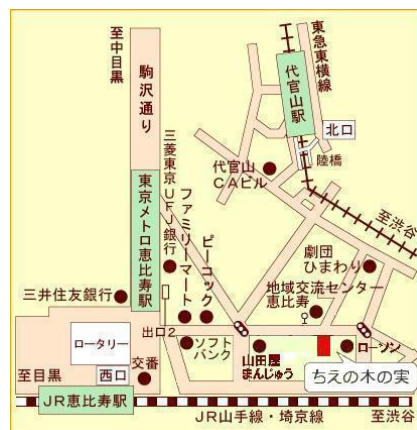 至中目黒
駒沢通り
東急東横線
代官山駅
北口
陸橋
代官山
CAビル
至渋谷
三菱東京UFJ銀行
ファミリーマート
ピーコック
東京メトロ恵比寿駅
劇団
ひまわり
地域交流センター
恵比寿
三井住友銀行
出口2
ロータリー
ソフト
バンク
山田屋
まんじゅう
ローソン
ちえの木の実
交番
至目黒
西口
JR恵比寿駅
JR山手線・埼京線
至渋谷